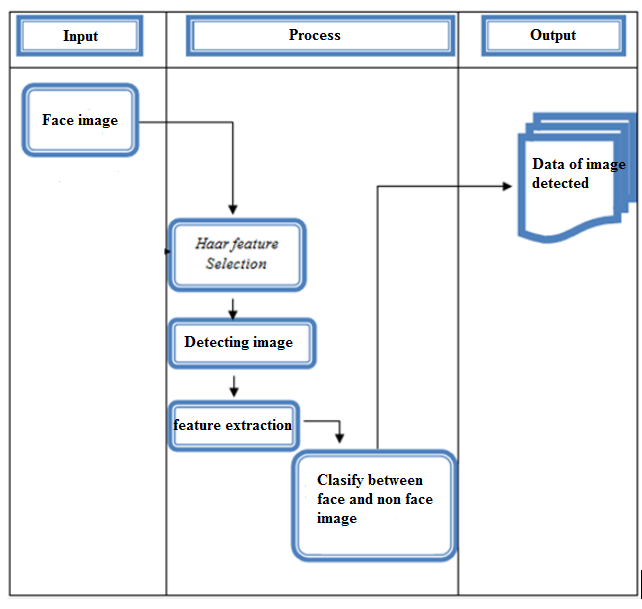 Input
Process
Output
Face image
Haar feature
Selection
Detecting image
feature extraction
Clasify between
face and non face
image
Data of image
detected